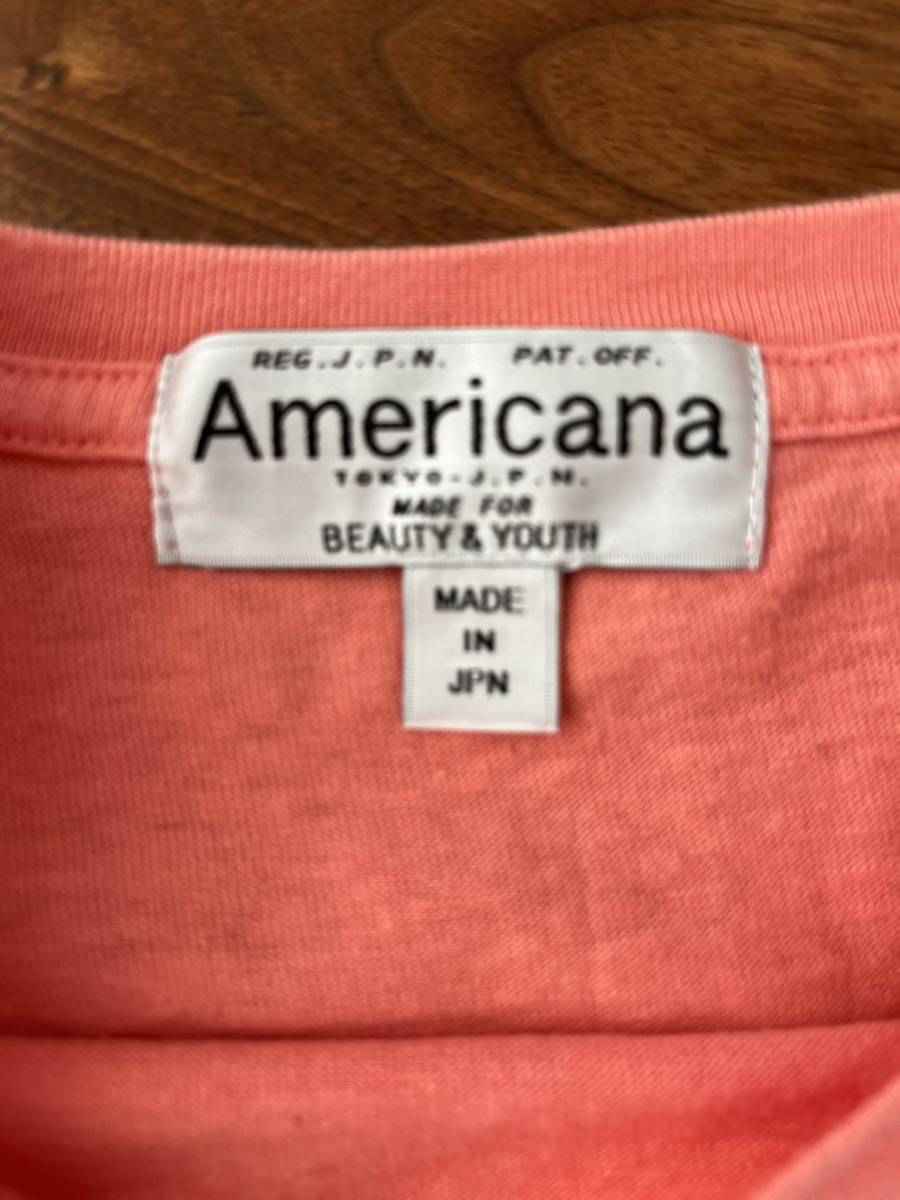 REG.J.P.N. PAT.OFF.
Americana
TOKYO-J.P.N.
MADE FOR
BEAUTY & YOUTH
MADE
IN
JPN